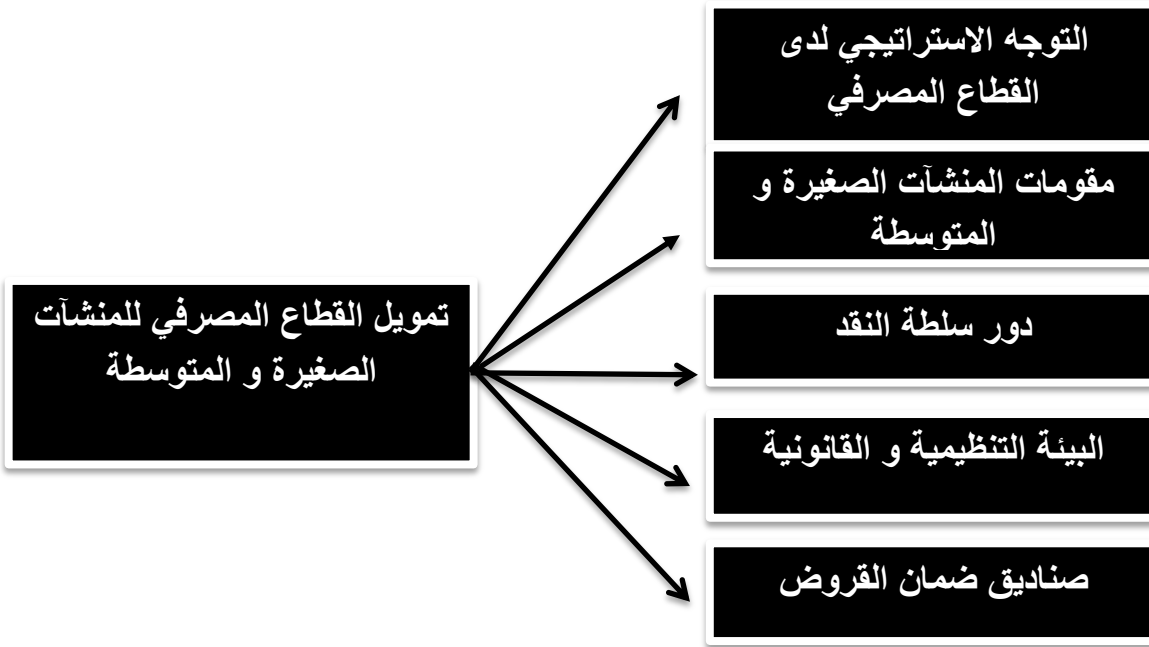 التوجه الاستراتيجي لدى
القطاع المصرفي
مقومات المنشآت الصغيرة و
المتوسطة
تمويل القطاع المصرفي للمنشآت
الصغيرة و المتوسطة
دور سلطة النقد
البيئة التنظيمية و القانونية
صناديق ضمان القروض